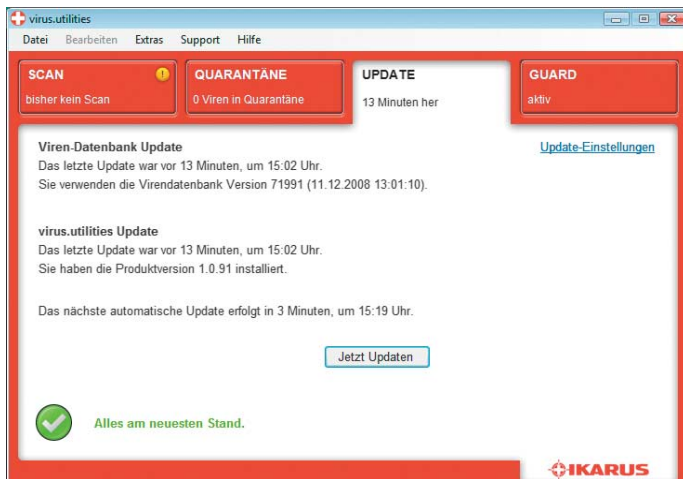 virus.utilities
Datei Bearbeiten Extras Support Hilfe
SCAN
bisher kein Scan
QUARANTÄNE
0 Viren in Quarantäne
UPDATE
13 Minuten her
GUARD
aktiv
Viren-Datenbank Update
Update-Einstellungen
Das letzte Update war vor 13 Minuten, um 15:02 Uhr.
Sie verwenden die Virendatenbank Version 71991 (11.12.2008 13:01:10).
virus.utilities Update
Das letzte Update war vor 13 Minuten, um 15:02 Uhr.
Sie haben die Produktversion 1.0.91 installiert.
Das nächste automatische Update erfolgt in 3 Minuten, um 15:19 Uhr.
Jetzt Updaten
Alles am neuesten Stand.
IKARUS